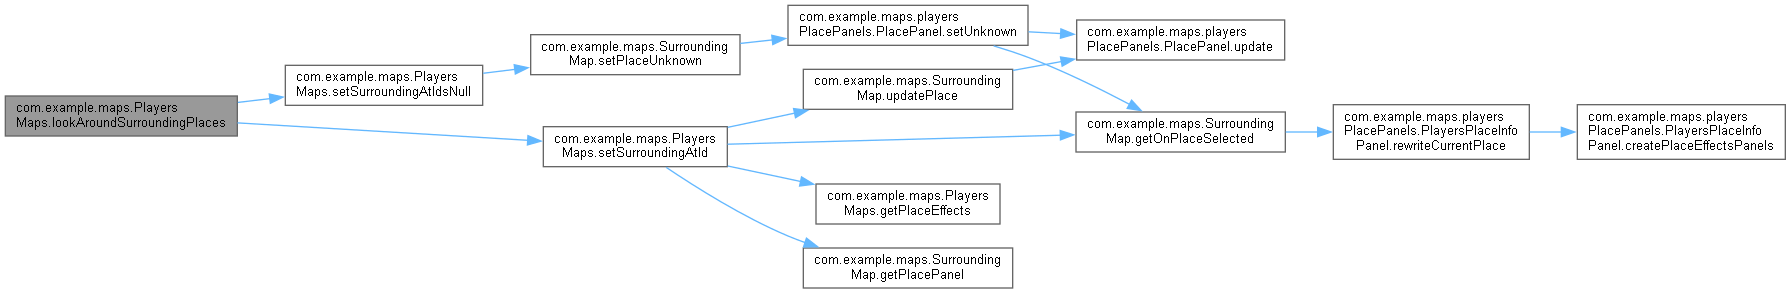 com.example.maps.Players
Maps.lookAroundSurroundingPlaces
com.example.maps.Players
Maps.setSurroundingAtIdsNull
com.example.maps.Surrounding
Map.setPlaceUnknown
com.example.maps.players
PlacePanels.PlacePanel.setUnknown
com.example.maps.players
PlacePanels.PlacePanel.update
com.example.maps.Surrounding
Map.updatePlace
com.example.maps.Players
Maps.setSurroundingAtId
com.example.maps.Surrounding
Map.getOnPlaceSelected
com.example.maps.players
PlacePanels.PlayersPlaceInfo
Panel.rewriteCurrentPlace
com.example.maps.players
PlacePanels.PlayersPlaceInfo
Panel.createPlaceEffectsPanels
com.example.maps.Players
Maps.getPlaceEffects
com.example.maps.Surrounding
Map.getPlacePanel